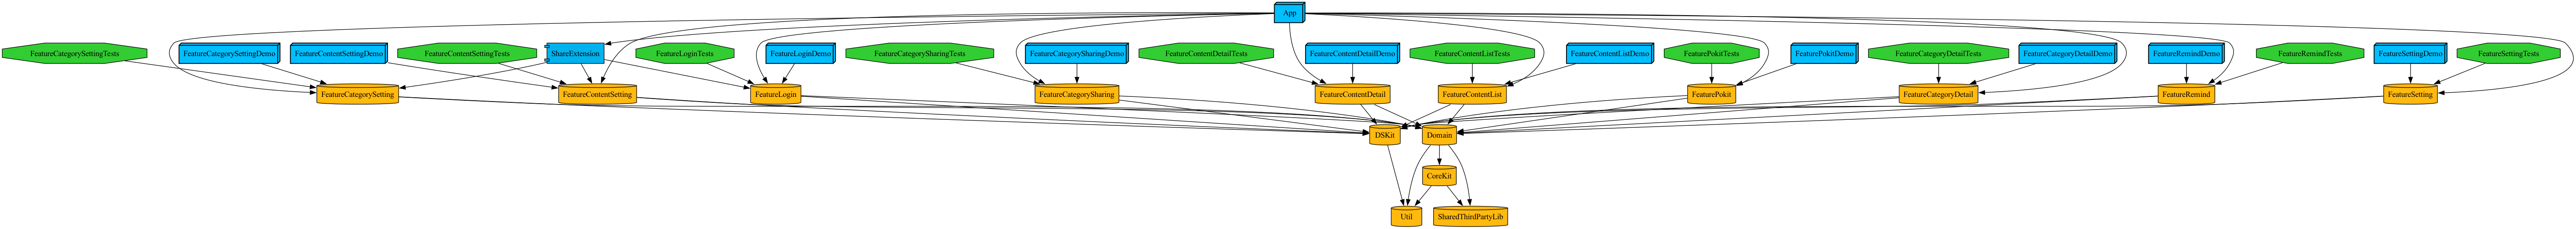 App
FeatureCategorySettingTests
FeatureCategorySettingDemo
FeatureContentSettingDemo
FeatureContentSettingTests
ShareExtension
FeatureLoginTests
FeatureLoginDemo
FeatureCategorySharingTests
FeatureCategorySharingDemo
FeatureContentDetailTests
FeatureContentDetailDemo
FeatureContentListTests
FeatureContentListDemo
FeaturePokitTests
FeaturePokitDemo
FeatureCategoryDetailTests
FeatureCategoryDetailDemo
FeatureRemindDemo
FeatureRemindTests
FeatureSettingDemo
FeatureSettingTests
FeatureCategorySetting
FeatureContentSetting
FeatureLogin
FeatureCategorySharing
FeatureContentDetail
FeatureContentList
FeaturePokit
FeatureCategoryDetail
FeatureRemind
FeatureSetting
DSKit
Domain
CoreKit
Util
SharedThirdPartyLib